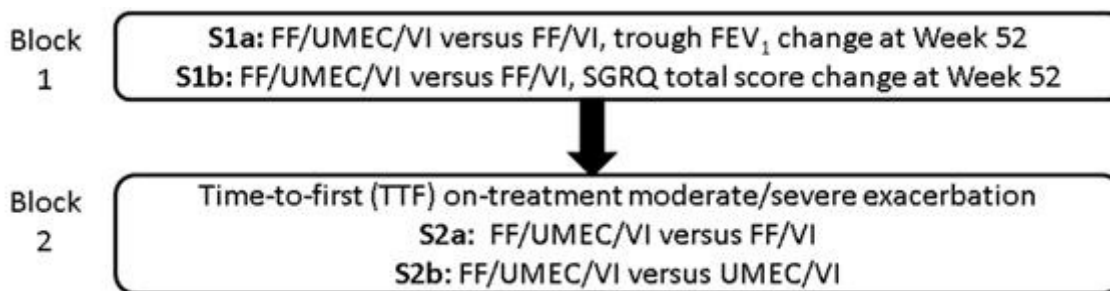 Block
1
S1a: FF/UMEC/VI versus FF/VI, trough FEV₁ change at Week 52
S1b: FF/UMEC/VI versus FF/VI, SGRQ total score change at Week 52
Block
2
Time-to-first (TTF) on-treatment moderate/severe exacerbation
S2a: FF/UMEC/VI versus FF/VI
S2b: FF/UMEC/VI versus UMEC/VI